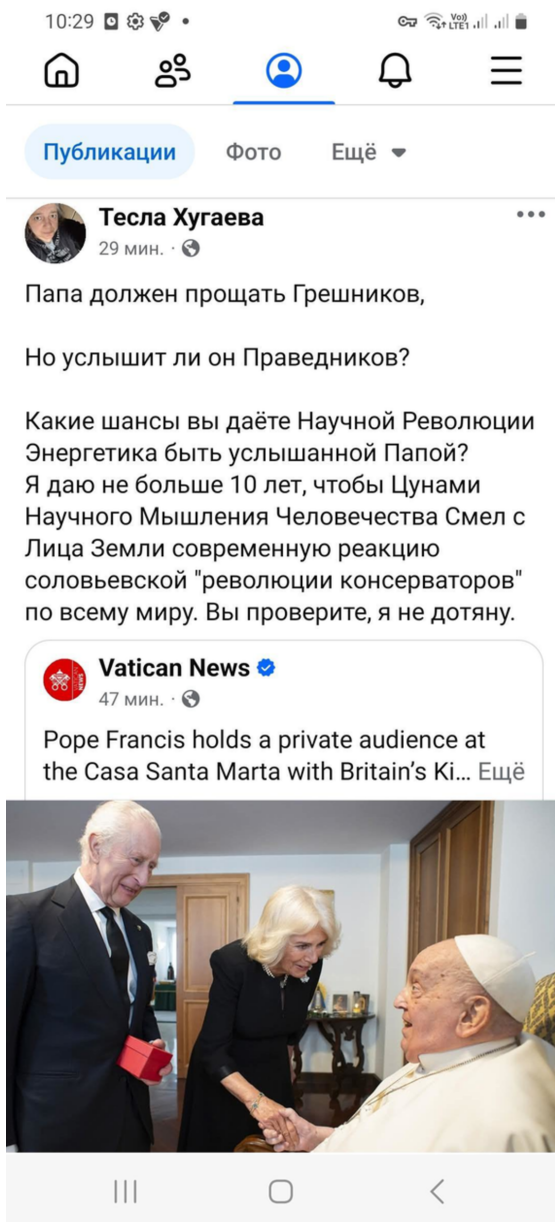 10:29
Vo))
LTE1
Публикации
Фото
Ещё
Тесла Хугаева
29 мин. ·
Папа должен прощать Грешников,
Но услышит ли он Праведников?
Какие шансы вы даёте Научной Революции
Энергетика быть услышанной Папой?
Я даю не больше 10 лет, чтобы Цунами
Научного Мышления Человечества Смел с
Лица Земли современную реакцию
соловьевской "революции консерваторов"
по всему миру. Вы проверите, я не дотяну.
Vatican News
47 мин. ·
Pope Francis holds a private audience at
the Casa Santa Marta with Britain's Ki... Ещё